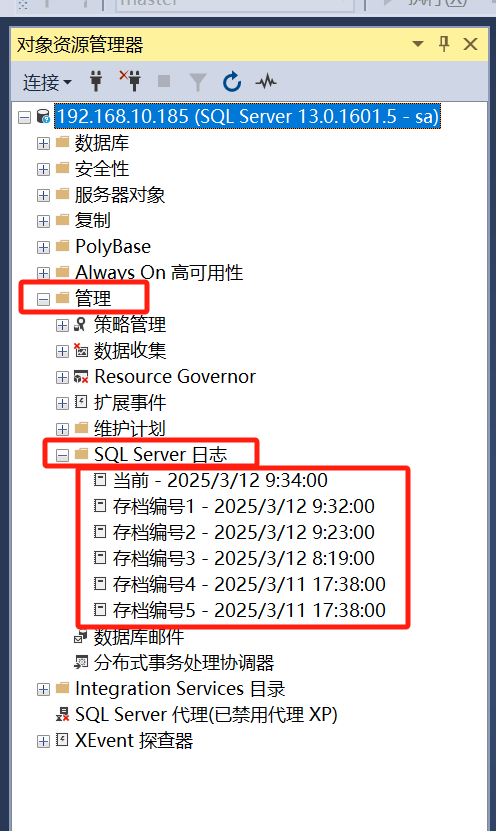 master
执行(X)
对象资源管理器
连接
192.168.10.185 (SQL Server 13.0.1601.5 - sa)
数据库
安全性
服务器对象
复制
PolyBase
Always On 高可用性
管理
策略管理
数据收集
Resource Governor
扩展事件
维护计划
SQL Server 日志
当前 - 2025/3/12 9:34:00
存档编号1 - 2025/3/12 9:32:00
存档编号2 - 2025/3/12 9:23:00
存档编号3 - 2025/3/12 8:19:00
存档编号4 - 2025/3/11 17:38:00
存档编号5 - 2025/3/11 17:38:00
数据库邮件
分布式事务处理协调器
Integration Services 目录
SQL Server 代理(已禁用代理 XP)
XEvent 探查器